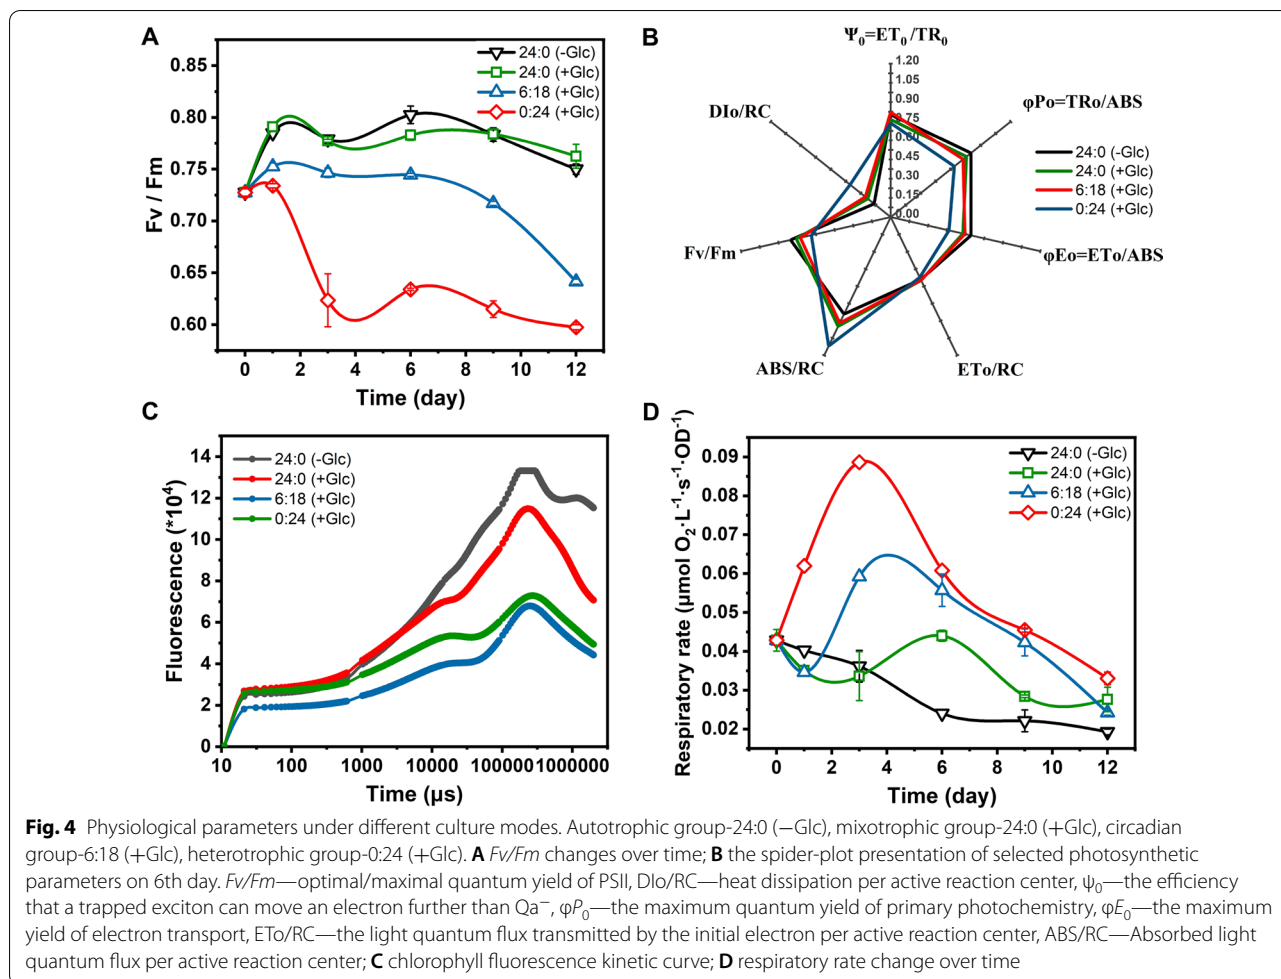 A
0.85
0.80
0.75
0.70
0.65
0.60
Fv / Fm
24:0 (-Glc)
24:0 (+Glc)
6:18 (+Glc)
0:24 (+Glc)
0 2 4 6 8 10 12
Time (day)
B
Ψ0=ET0 /TR0
1.20
1.05
0.90
0.75
0.60
0.45
0.30
0.15
0.00
φPo=TRo/ABS
φEo=ETo/ABS
ETo/RC
ABS/RC
Fv/Fm
DIo/RC
24:0 (-Glc)
24:0 (+Glc)
6:18 (+Glc)
0:24 (+Glc)
C
14
12
10
8
6
4
2
0
Fluorescence (*10^4)
24:0 (-Glc)
24:0 (+Glc)
6:18 (+Glc)
0:24 (+Glc)
10 100 1000 10000 100000 1000000
Time (µs)
D
0.09
0.08
0.07
0.06
0.05
0.04
0.03
0.02
Respiratory rate (µmol O2·L-1·s-1·OD-1)
24:0 (-Glc)
24:0 (+Glc)
6:18 (+Glc)
0:24 (+Glc)
0 2 4 6 8 10 12
Time (day)
Fig. 4 Physiological parameters under different culture modes. Autotrophic group-24:0 (−Glc), mixotrophic group-24:0 (+Glc), circadian
group-6:18 (+Glc), heterotrophic group-0:24 (+Glc). A Fv/Fm changes over time; B the spider-plot presentation of selected photosynthetic
parameters on 6th day. Fv/Fm—optimal/maximal quantum yield of PSII, DIo/RC—heat dissipation per active reaction center, ψ0—the efficiency
that a trapped exciton can move an electron further than Qa−, φP0—the maximum quantum yield of primary photochemistry, φE0—the maximum
yield of electron transport, ETo/RC—the light quantum flux transmitted by the initial electron per active reaction center, ABS/RC—Absorbed light
quantum flux per active reaction center; C chlorophyll fluorescence kinetic curve; D respiratory rate change over time